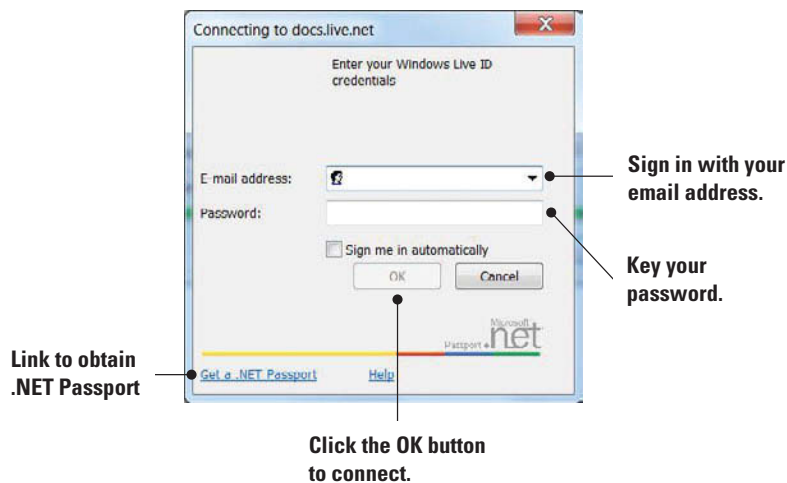 Connecting to docs.live.net
Enter your Windows Live ID
credentials
E-mail address:
Sign in with your
email address.
Password:
Sign me in automatically
Key your
password.
OK
Cancel
Microsoft
Passport
net
Link to obtain
.NET Passport
Get a .NET Passport
Help
Click the OK button
to connect.